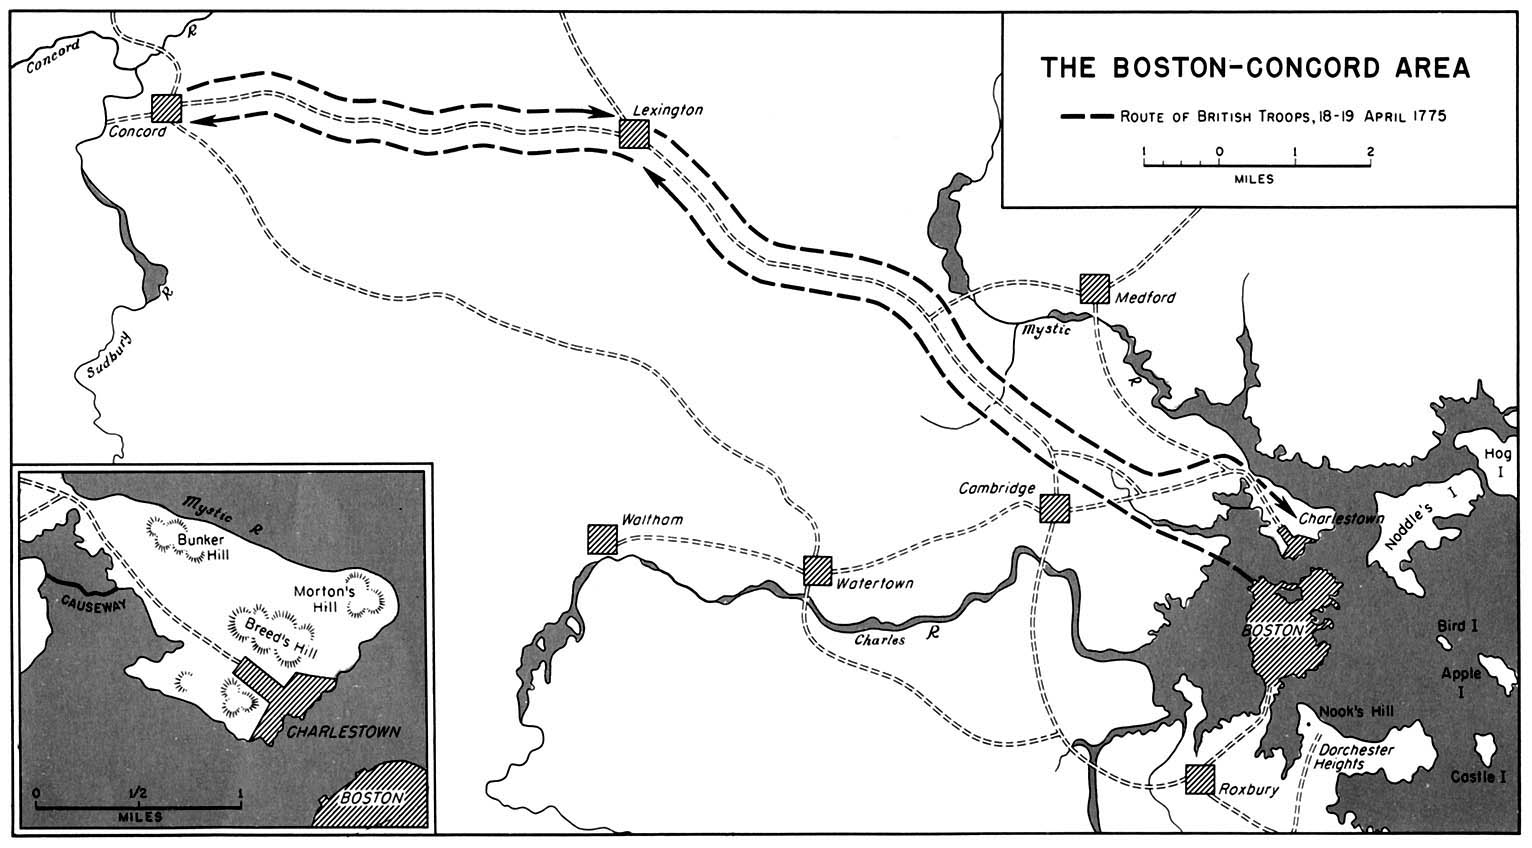 THE BOSTON-CONCORD AREA
ROUTE OF BRITISH TROOPS, 18-19 APRIL 1775
1 0 1 2
MILES
Concord R
Concord
Lexington
Sudbury R
Medford
Mystic R
Cambridge
Waltham
Watertown
Charles R
Charlestown
Hog
I
Noddle's I
BOSTON
Bird I
Apple
I
Nook's Hill
Dorchester
Heights
Castle I
Roxbury
Mystic R
Bunker
Hill
Morton's
Hill
Breed's Hill
CAUSEWAY
CHARLESTOWN
BOSTON
0 1/2 1
MILES